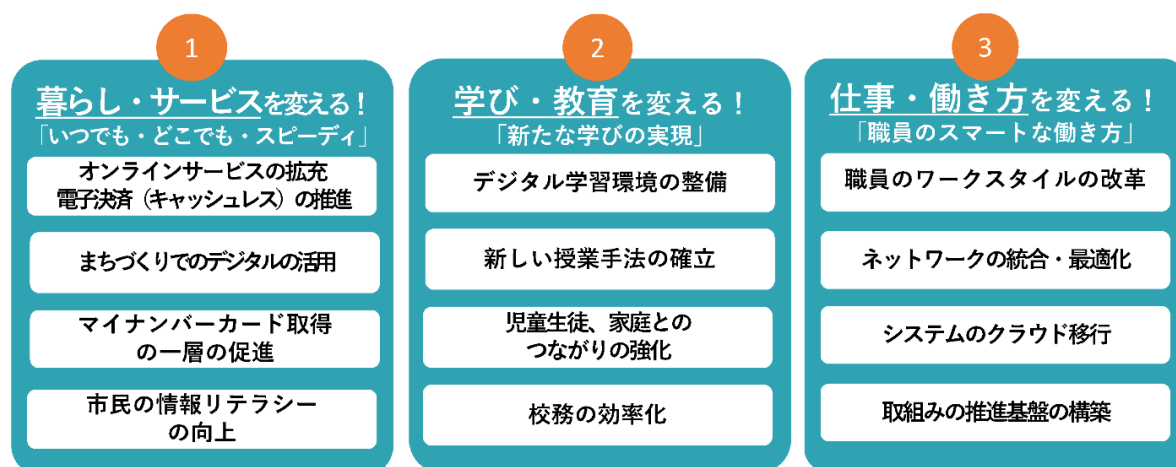 1
暮らし・サービスを変える！
「いつでも・どこでも・スピーディ」
オンラインサービスの拡充
電子決済（キャッシュレス）の推進
まちづくりでのデジタルの活用
マイナンバーカード取得
の一層の促進
市民の情報リテラシー
の向上
2
学び・教育を変える！
「新たな学びの実現」
デジタル学習環境の整備
新しい授業手法の確立
児童生徒、家庭との
つながりの強化
校務の効率化
3
仕事・働き方を変える！
「職員のスマートな働き方」
職員のワークスタイルの改革
ネットワークの統合・最適化
システムのクラウド移行
取組みの推進基盤の構築